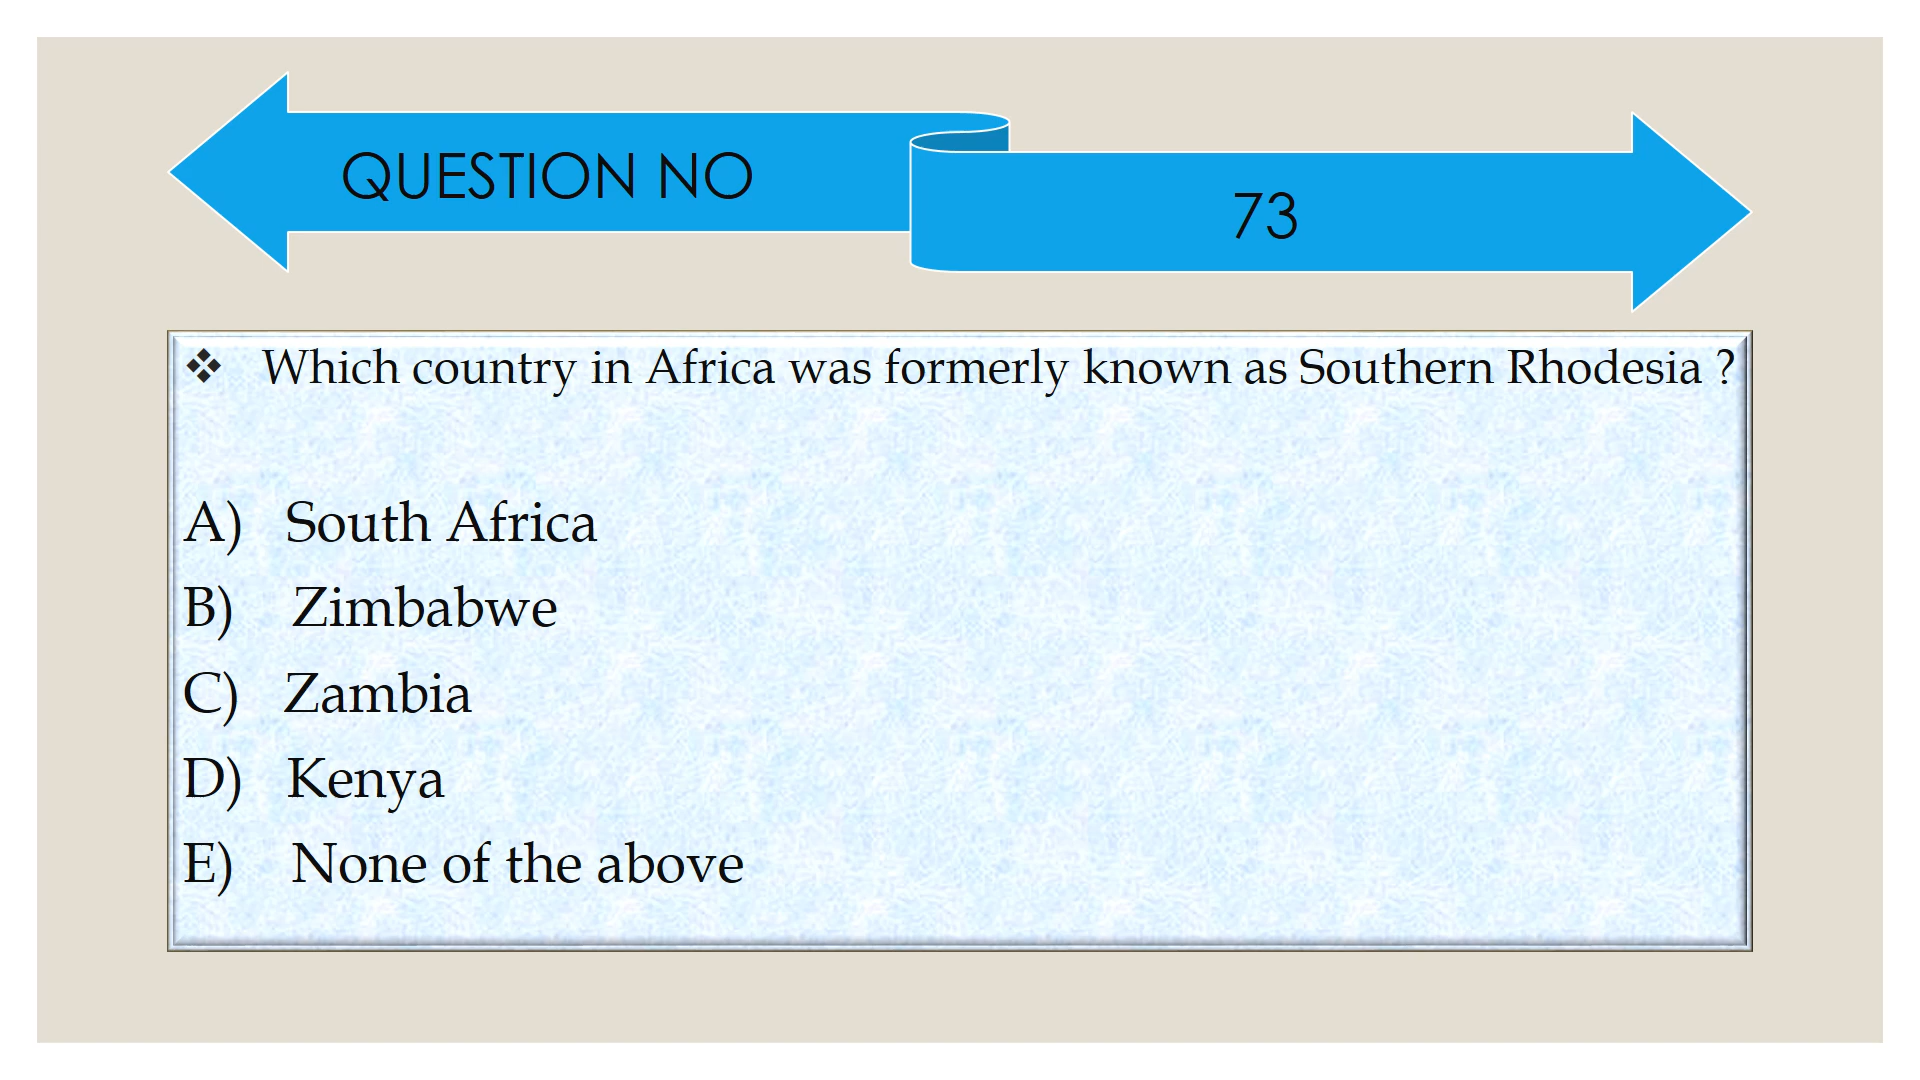 QUESTION NO
73
❖ Which country in Africa was formerly known as Southern Rhodesia ?
A) South Africa
B) Zimbabwe
C) Zambia
D) Kenya
E) None of the above